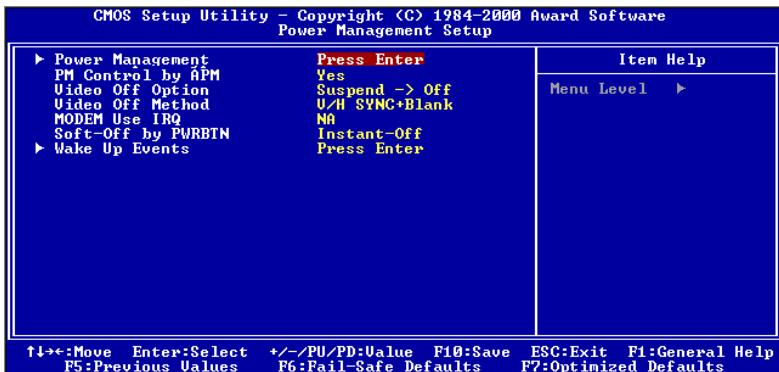 CMOS Setup Utility - Copyright (C) 1984-2000 Award Software
Power Management Setup
▶ Power Management Press Enter
PM Control by APM Yes
Video Off Option Suspend -> Off
Video Off Method V/H SYNC+Blank
MODEM Use IRQ NA
Soft-Off by PWRBTN Instant-Off
▶ Wake Up Events Press Enter
Item Help
Menu Level ▶
↑↓→←:Move Enter:Select +/-/PU/PD:Value F10:Save ESC:Exit F1:General Help
F5:Previous Values F6:Fail-Safe Defaults F7:Optimized Defaults